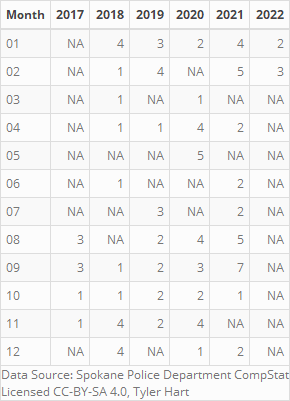 Month 2017 2018 2019 2020 2021 2022
01 NA 4 3 2 4 2
02 NA 1 4 NA 5 3
03 NA 1 NA 1 NA NA
04 NA 1 1 4 2 NA
05 NA NA NA 5 NA NA
06 NA 1 NA NA 2 NA
07 NA NA 3 NA 2 NA
08 3 NA 2 4 5 NA
09 3 1 2 3 7 NA
10 1 1 2 2 1 NA
11 1 4 2 4 NA NA
12 NA 4 NA 1 2 NA
Data Source: Spokane Police Department CompStat
Licensed CC-BY-SA 4.0, Tyler Hart